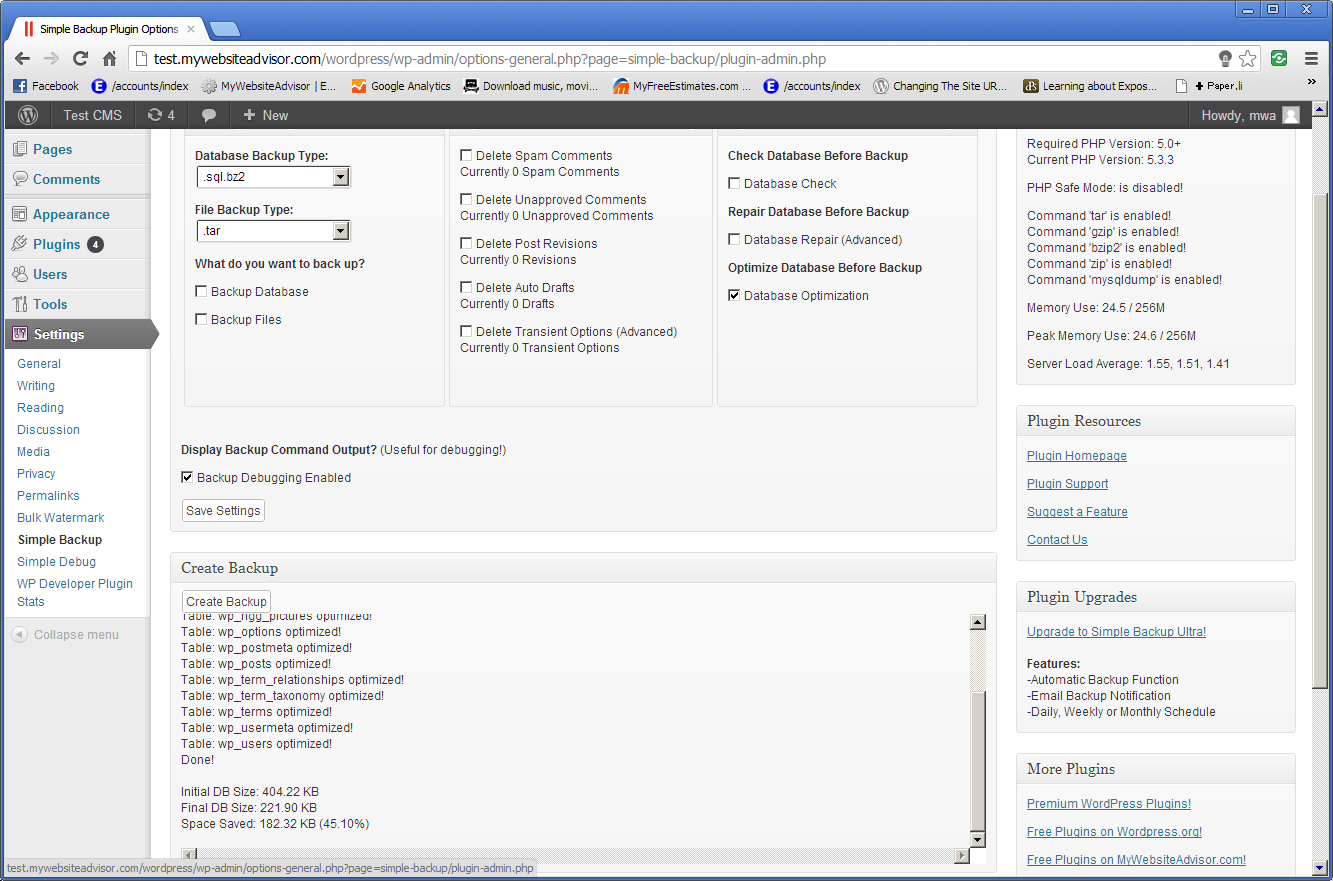 Simple Backup Plugin Options
test.mywebsiteadvisor.com/wordpress/wp-admin/options-general.php?page=simple-backup/plugin-admin.php
Facebook
/accounts/index
MyWebsiteAdvisor | E...
Google Analytics
Download music, movi...
MyFreeEstimates.com ...
/accounts/index
Changing The Site UR...
Learning about Expos...
+ Paper.li
Test CMS
4
+ New
Howdy, mwa
Pages
Comments
Appearance
Plugins 4
Users
Tools
Settings
General
Writing
Reading
Discussion
Media
Privacy
Permalinks
Bulk Watermark
Simple Backup
Simple Debug
WP Developer Plugin
Stats
Collapse menu
Database Backup Type:
.sql.bz2
File Backup Type:
.tar
What do you want to back up?
Backup Database
Backup Files
Delete Spam Comments
Currently 0 Spam Comments
Delete Unapproved Comments
Currently 0 Unapproved Comments
Delete Post Revisions
Currently 0 Revisions
Delete Auto Drafts
Currently 0 Drafts
Delete Transient Options (Advanced)
Currently 0 Transient Options
Check Database Before Backup
Database Check
Repair Database Before Backup
Database Repair (Advanced)
Optimize Database Before Backup
Database Optimization
Display Backup Command Output? (Useful for debugging!)
Backup Debugging Enabled
Save Settings
Create Backup
Create Backup
Table: wp_ngg_pictures optimized!
Table: wp_options optimized!
Table: wp_postmeta optimized!
Table: wp_posts optimized!
Table: wp_term_relationships optimized!
Table: wp_term_taxonomy optimized!
Table: wp_terms optimized!
Table: wp_usermeta optimized!
Table: wp_users optimized!
Done!
Initial DB Size: 404.22 KB
Final DB Size: 221.90 KB
Space Saved: 182.32 KB (45.10%)
Required PHP Version: 5.0+
Current PHP Version: 5.3.3
PHP Safe Mode: is disabled!
Command 'tar' is enabled!
Command 'gzip' is enabled!
Command 'bzip2' is enabled!
Command 'zip' is enabled!
Command 'mysqldump' is enabled!
Memory Use: 24.5 / 256M
Peak Memory Use: 24.6 / 256M
Server Load Average: 1.55, 1.51, 1.41
Plugin Resources
Plugin Homepage
Plugin Support
Suggest a Feature
Contact Us
Plugin Upgrades
Upgrade to Simple Backup Ultra!
Features:
-Automatic Backup Function
-Email Backup Notification
-Daily, Weekly or Monthly Schedule
More Plugins
Premium WordPress Plugins!
Free Plugins on Wordpress.org!
Free Plugins on MyWebsiteAdvisor.com!
test.mywebsiteadvisor.com/wordpress/wp-admin/options-general.php?page=simple-backup/plugin-admin.php